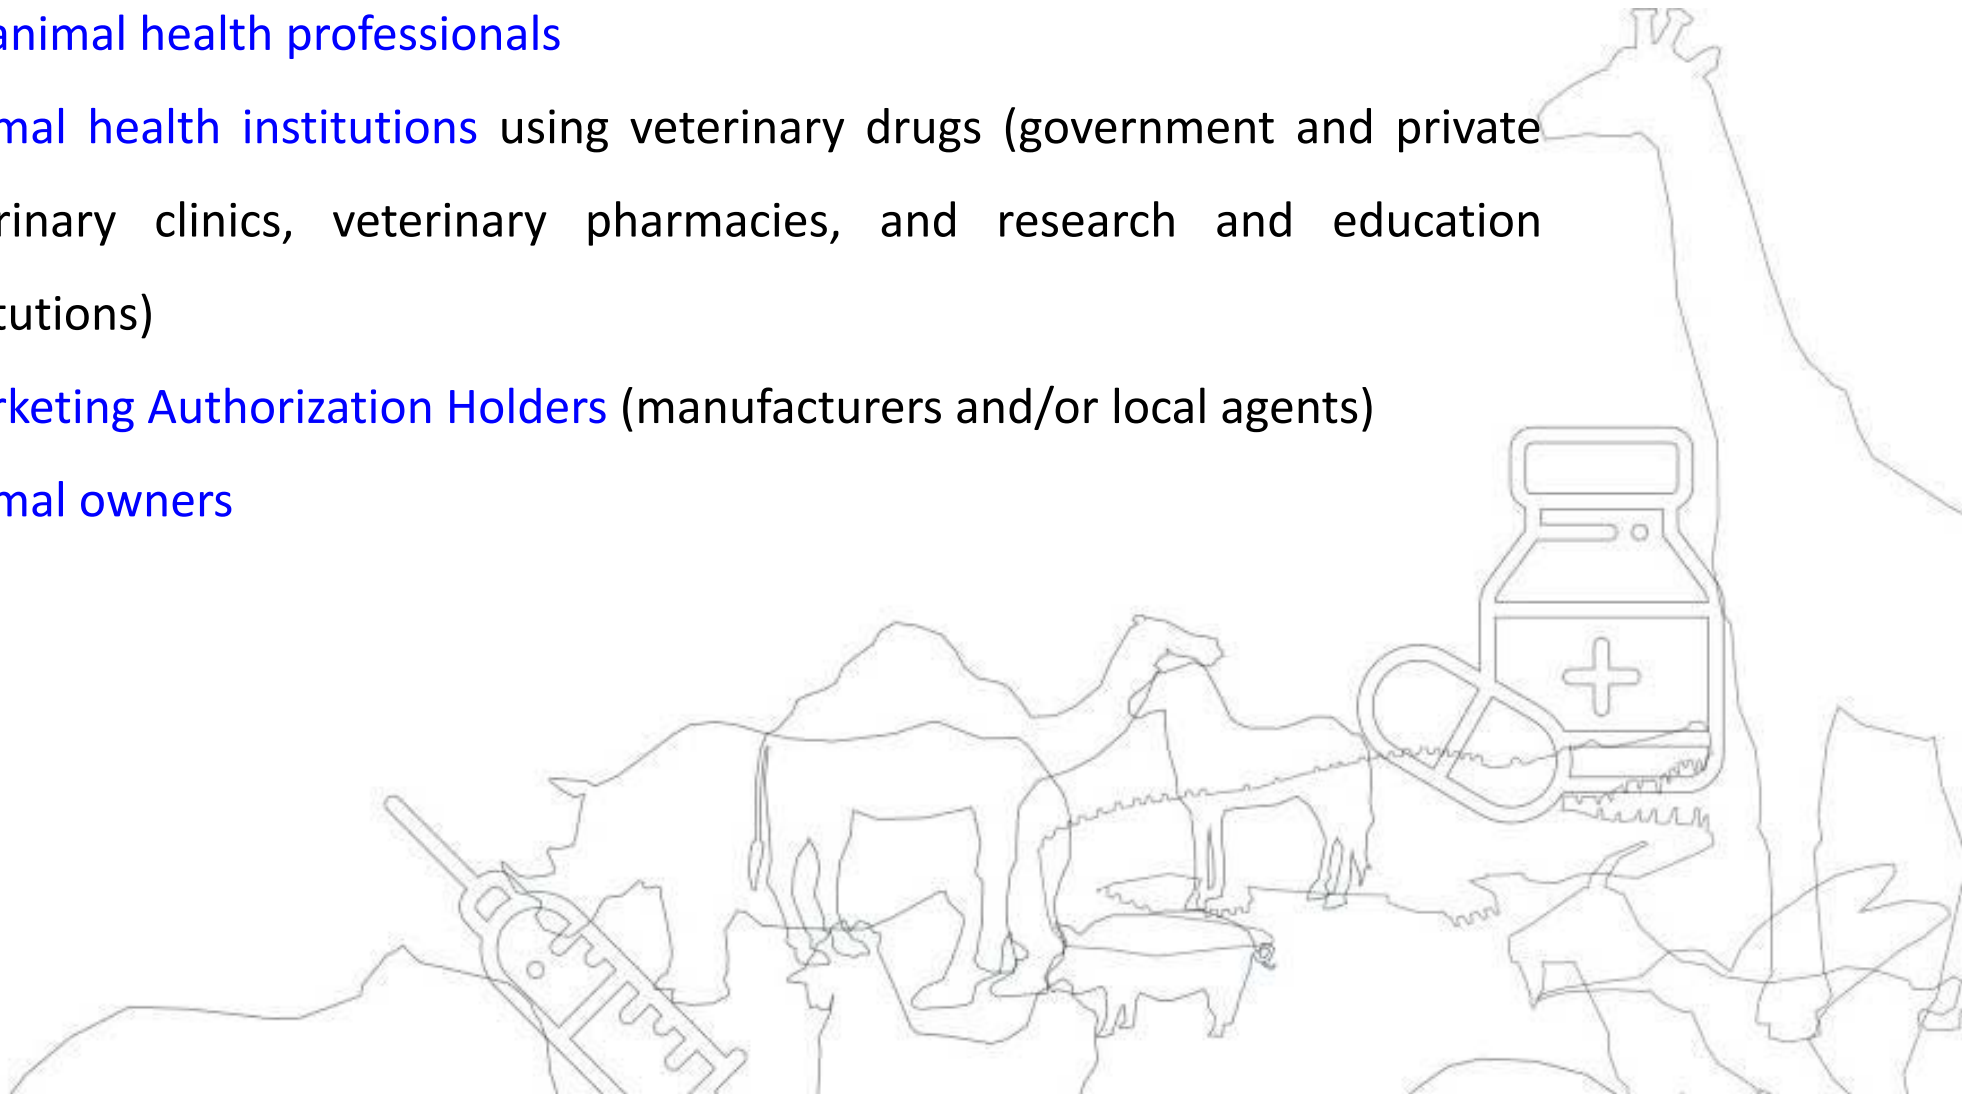 animal health professionals
mal health institutions using veterinary drugs (government and private
rinary clinics, veterinary pharmacies, and research and education
tutions)
rketing Authorization Holders (manufacturers and/or local agents)
mal owners